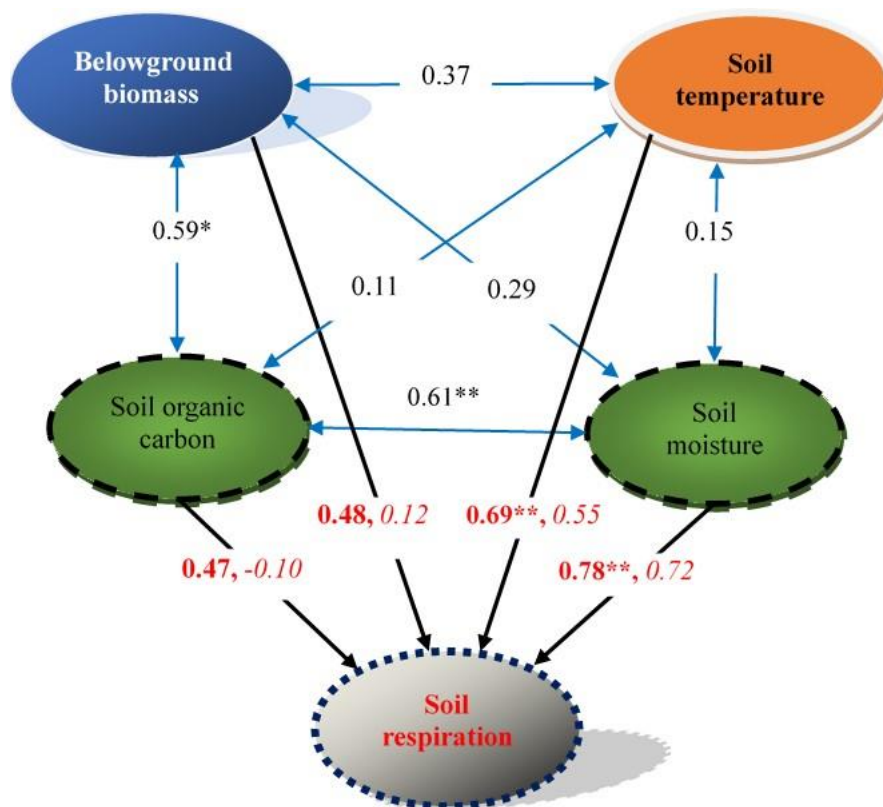 Belowground
biomass
0.37
Soil
temperature
0.59*
0.11
0.29
0.15
Soil organic
carbon
0.61**
Soil
moisture
0.48, 0.12
0.69**, 0.55
0.47, -0.10
0.78**, 0.72
Soil
respiration